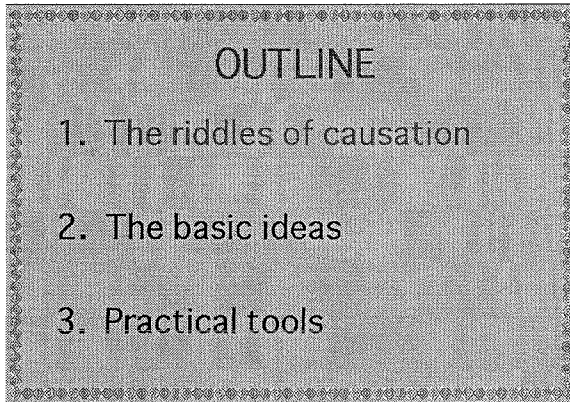 OUTLINE
1. The riddles of causation
2. The basic ideas
3. Practical tools